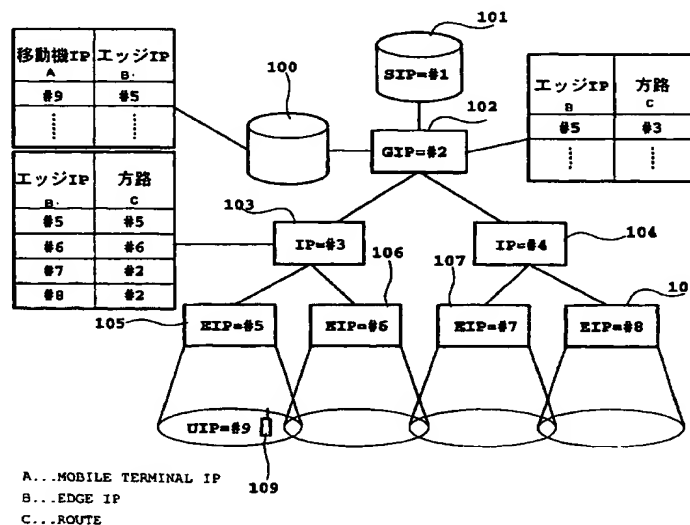 101
移動機IP エッジIP
A B.
#9 #5
100
SIP=#1
102
エッジIP 方路
B C
#5 #3
GIP=#2
エッジIP 方路
B. C
#5 #5
#6 #6
#7 #2
#8 #2
103
IP=#3
IP=#4
104
106
107
10
105
EIP=#5
EIP=#6
EIP=#7
EIP=#8
UIP=#9
109
A...MOBILE TERMINAL IP
B...EDGE IP
C...ROUTE